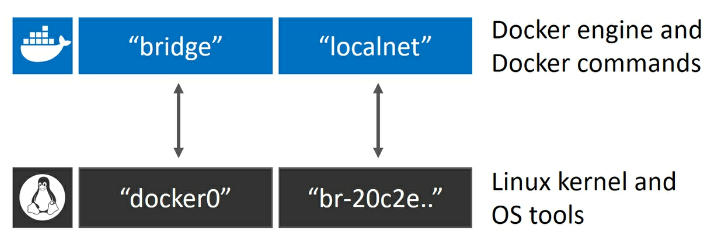 “bridge”
“localnet”
Docker engine and
Docker commands
“docker0”
“br-20c2e..”
Linux kernel and
OS tools